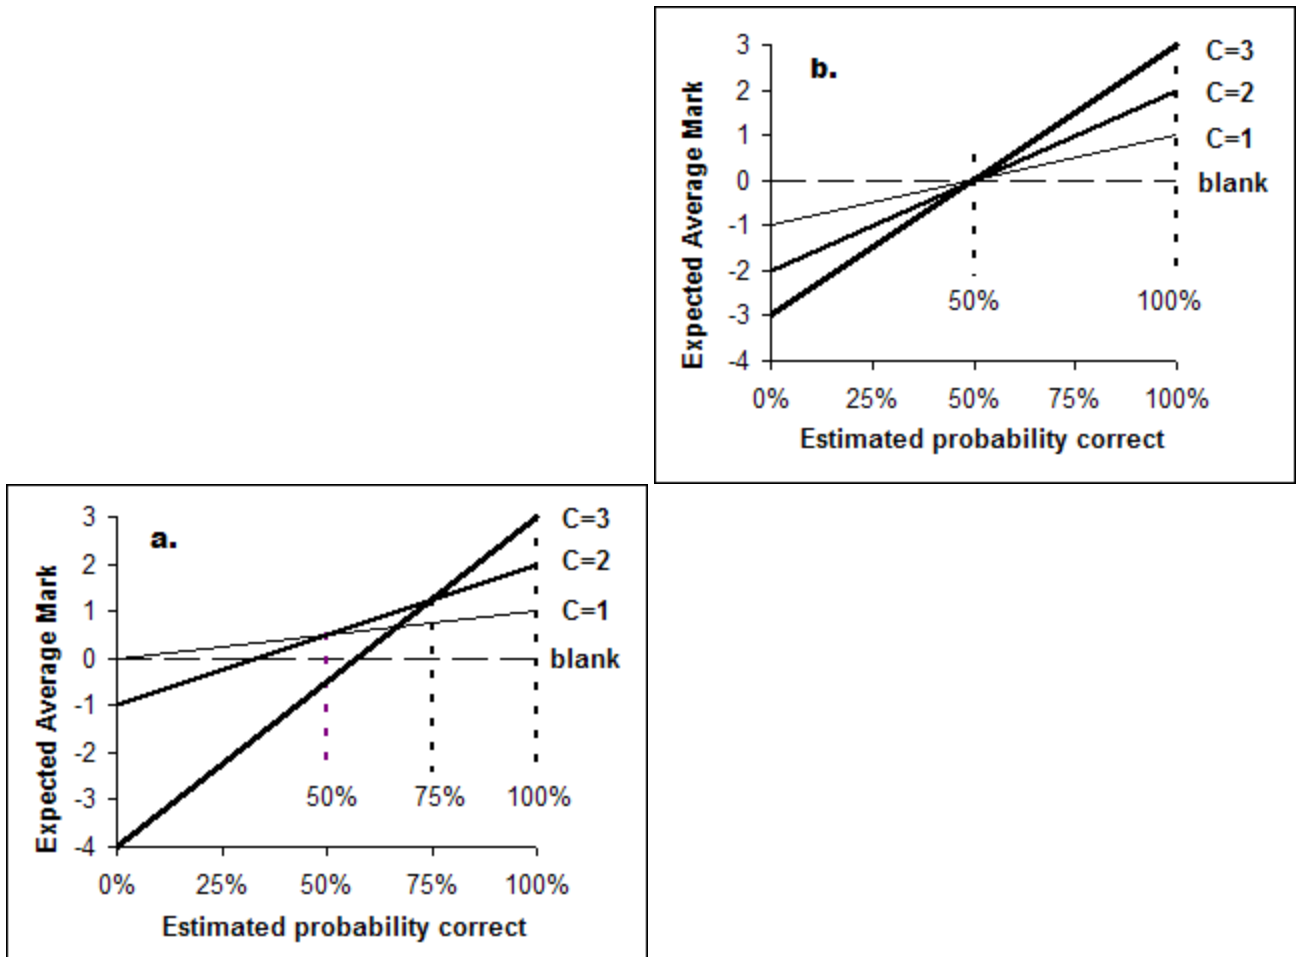 b.
Expected Average Mark
3
2
1
0
-1
-2
-3
-4
C=3
C=2
C=1
blank
50% 100%
0% 25% 50% 75% 100%
Estimated probability correct
a.
Expected Average Mark
3
2
1
0
-1
-2
-3
-4
C=3
C=2
C=1
blank
50% 75% 100%
0% 25% 50% 75% 100%
Estimated probability correct